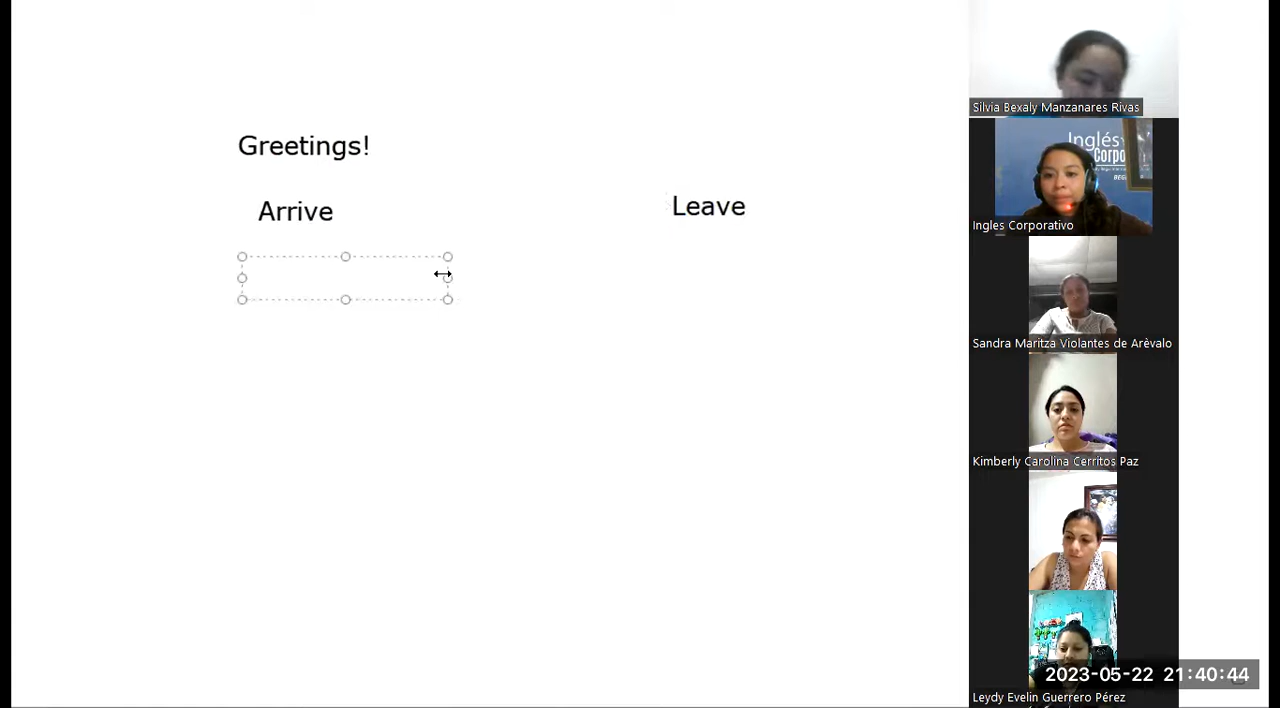 Greetings!
Arrive
Leave
Silvia Bexaly Manzanares Rivas
Inglés
Corpo
Ingles Corporativo
Sandra Maritza Violantes de Arèvalo
Kimberly Carolina Cerritos Paz
2023-05-22 21:40:44
Leydy Evelin Guerrero Pérez